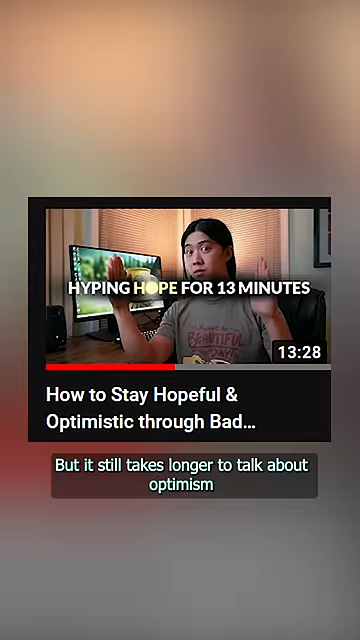 HYPING HOPE FOR 13 MINUTES
13:28
How to Stay Hopeful &
Optimistic through Bad...
But it still takes longer to talk about
optimism